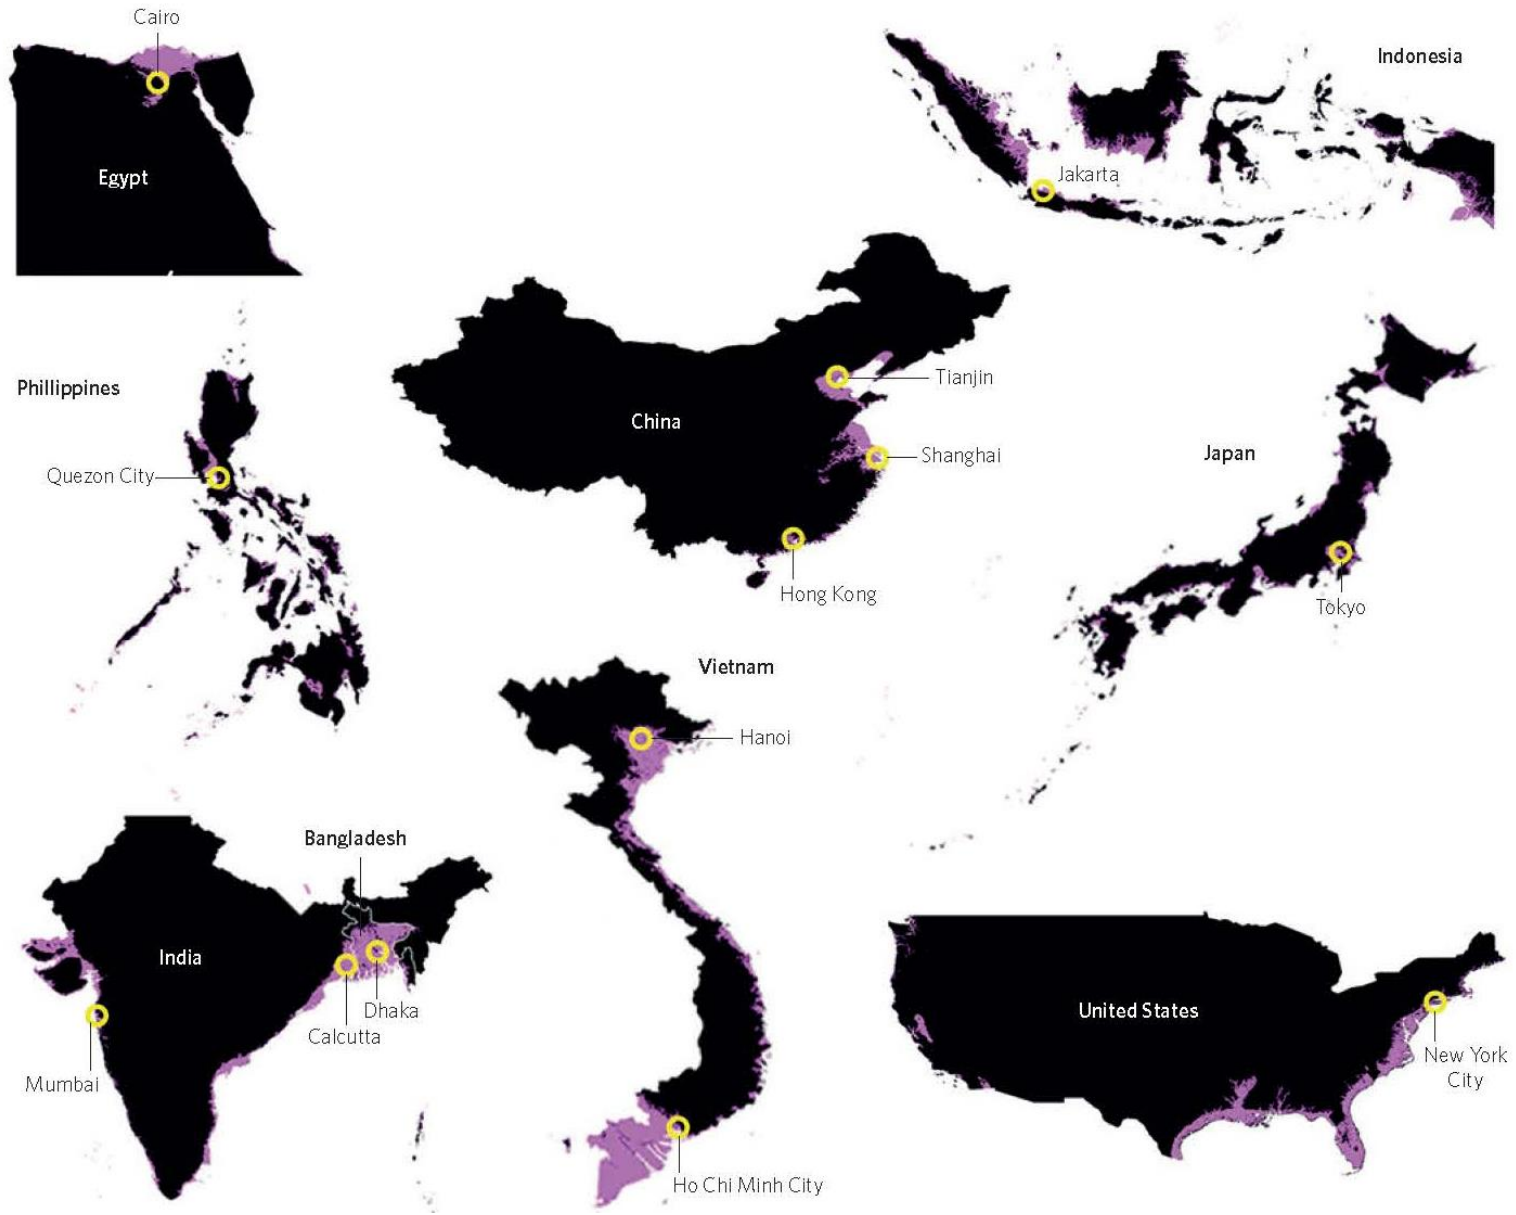 Cairo
Indonesia
Egypt
Jakarta
Phillippines
Tianjin
China
Shanghai
Japan
Quezon City
Hong Kong
Tokyo
Vietnam
Hanoi
Bangladesh
India
Dhaka
United States
Calcutta
New York
City
Mumbai
Ho Chi Minh City